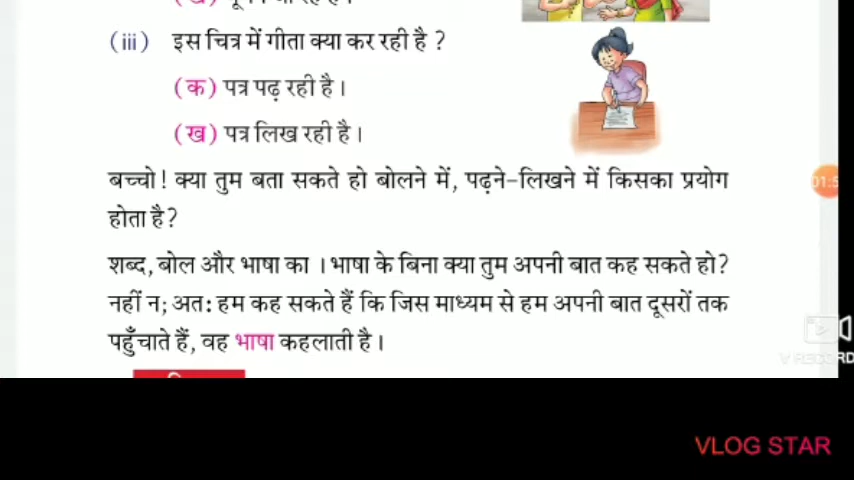 (iii) इस चित्र में गीता क्या कर रही है ?
(क) पत्र पढ़ रही है।
(ख) पत्र लिख रही है।
बच्चो! क्या तुम बता सकते हो बोलने में, पढ़ने-लिखने में किसका प्रयोग
होता है?
शब्द, बोल और भाषा का । भाषा के बिना क्या तुम अपनी बात कह सकते हो?
नहीं न; अतः हम कह सकते हैं कि जिस माध्यम से हम अपनी बात दूसरों तक
पहुँचाते हैं, वह भाषा कहलाती है।
V RECORD
VLOG STAR